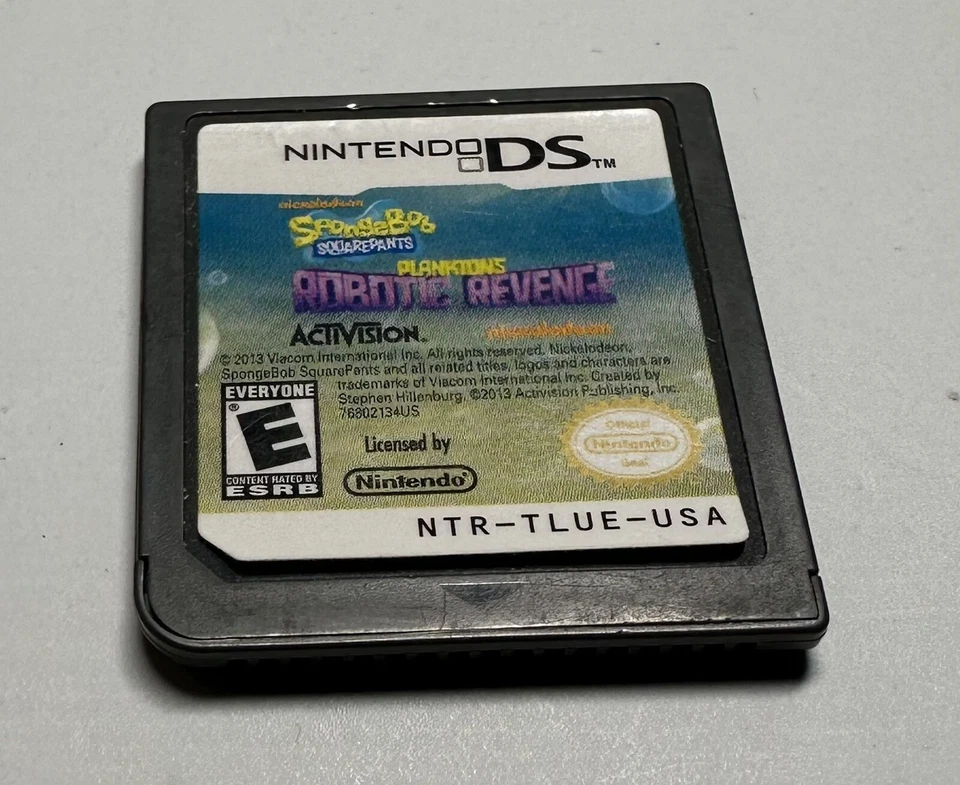 NINTENDO DS™
nickelodeon
SPONGEBOB
SQUAREPANTS
PLANKTON'S
ROBOTIC REVENGE
ACTIVISION. nickelodeon
© 2013 Viacom International Inc. All rights reserved. Nickelodeon,
SpongeBob SquarePants and all related titles, logos and characters are
trademarks of Viacom International Inc. Created by
Stephen Hillenburg. ©2013 Activision Publishing, Inc.
76802134US
EVERYONE
E®
CONTENT RATED BY
ESRB
Licensed by
Nintendo®
Official
Nintendo
Seal
NTR-TLUE-USA